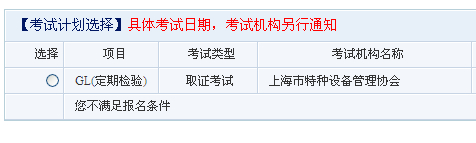 【考试计划选择】具体考试日期，考试机构另行通知
选择 项目 考试类型 考试机构名称
GL(定期检验) 取证考试 上海市特种设备管理协会
您不满足报名条件